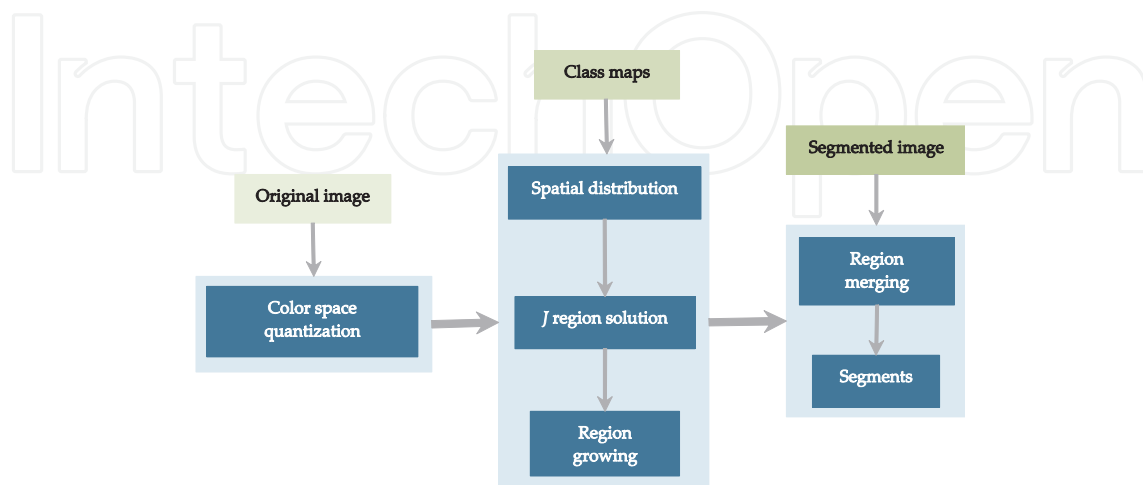 IntechOpen
Class maps
Segmented image
Original image
Spatial distribution
Region
merging
Color space
quantization
J region solution
Segments
Region
growing